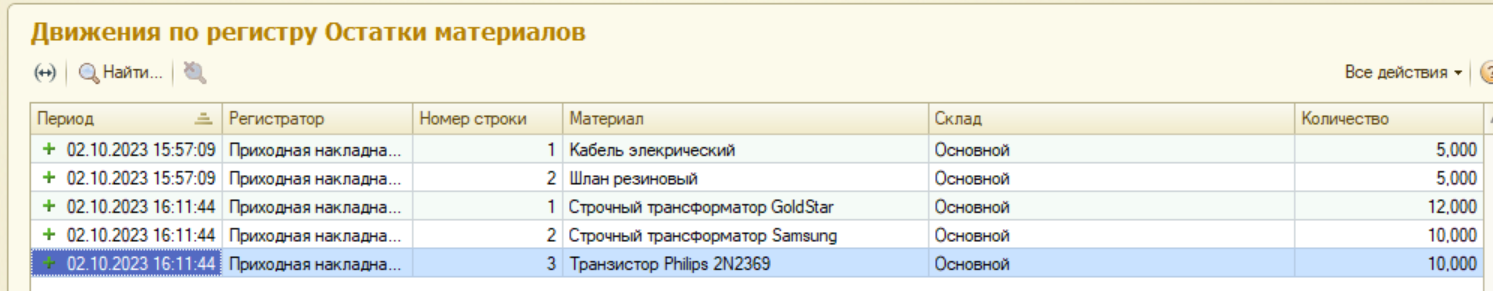 Движения по регистру Остатки материалов
Найти... Все действия
Период Регистратор Номер строки Материал Склад Количество
02.10.2023 15:57:09 Приходная накладна... 1 Кабель элекрический Основной 5,000
02.10.2023 15:57:09 Приходная накладна... 2 Шлан резиновый Основной 5,000
02.10.2023 16:11:44 Приходная накладна... 1 Строчный трансформатор GoldStar Основной 12,000
02.10.2023 16:11:44 Приходная накладна... 2 Строчный трансформатор Samsung Основной 10,000
02.10.2023 16:11:44 Приходная накладна... 3 Транзистор Philips 2N2369 Основной 10,000